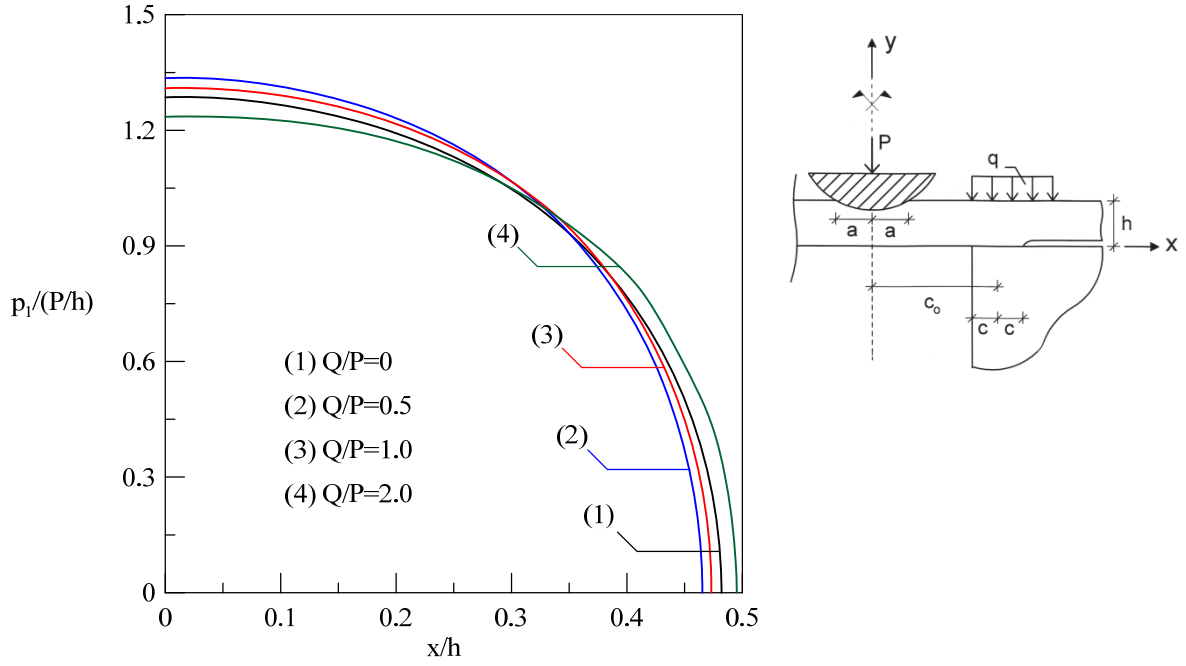 1.5
1.2
0.9
0.6
0.3
0
p₁/(P/h)
(4)
(3)
(2)
(1)
(1) Q/P=0
(2) Q/P=0.5
(3) Q/P=1.0
(4) Q/P=2.0
0 0.1 0.2 0.3 0.4 0.5
x/h
y
P
q
a a
h
x
c₀
c c